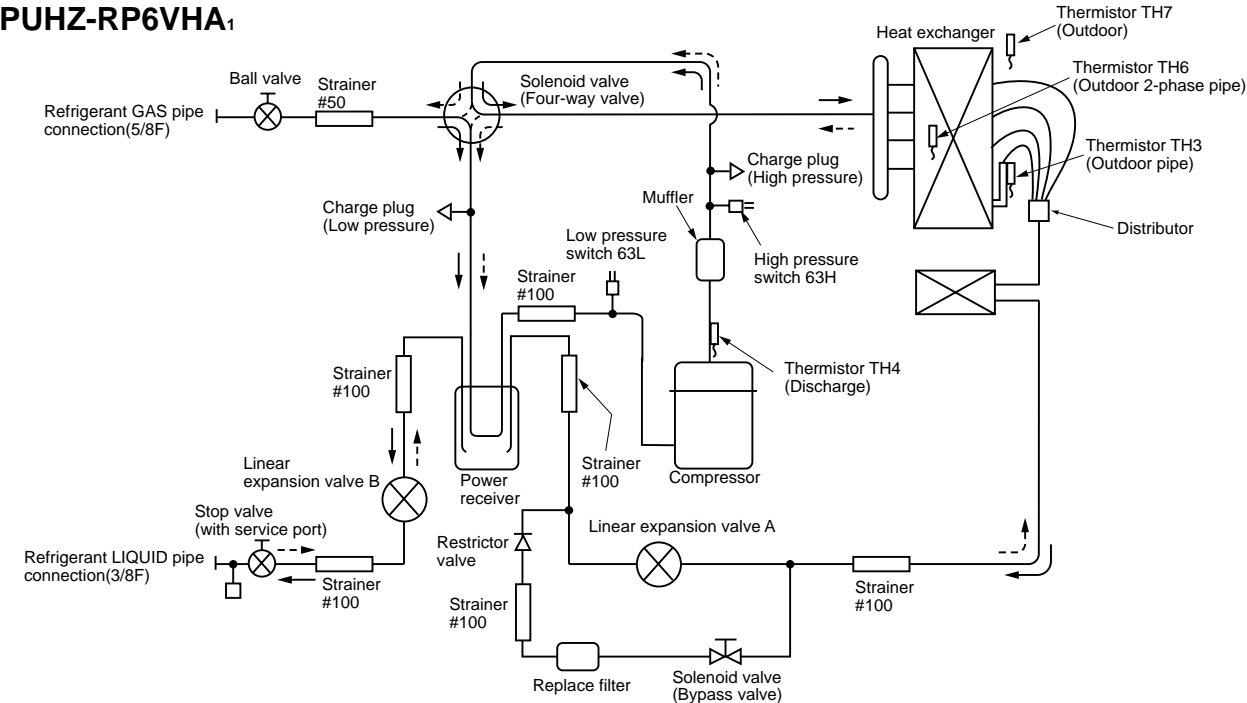 PUHZ-RP6VHA1
Thermistor TH7
(Outdoor)
Heat exchanger
Ball valve
Strainer
#50
Solenoid valve
(Four-way valve)
Thermistor TH6
(Outdoor 2-phase pipe)
Refrigerant GAS pipe
connection(5/8F)
Thermistor TH3
(Outdoor pipe)
Charge plug
(High pressure)
Muffler
Charge plug
(Low pressure)
Distributor
Low pressure
switch 63L
High pressure
switch 63H
Strainer
#100
Strainer
#100
Thermistor TH4
(Discharge)
Strainer
#100
Linear
expansion valve B
Power
receiver
Compressor
Stop valve
(with service port)
Linear expansion valve A
Restrictor
valve
Refrigerant LIQUID pipe
connection(3/8F)
Strainer
#100
Strainer
#100
Strainer
#100
Replace filter
Solenoid valve
(Bypass valve)